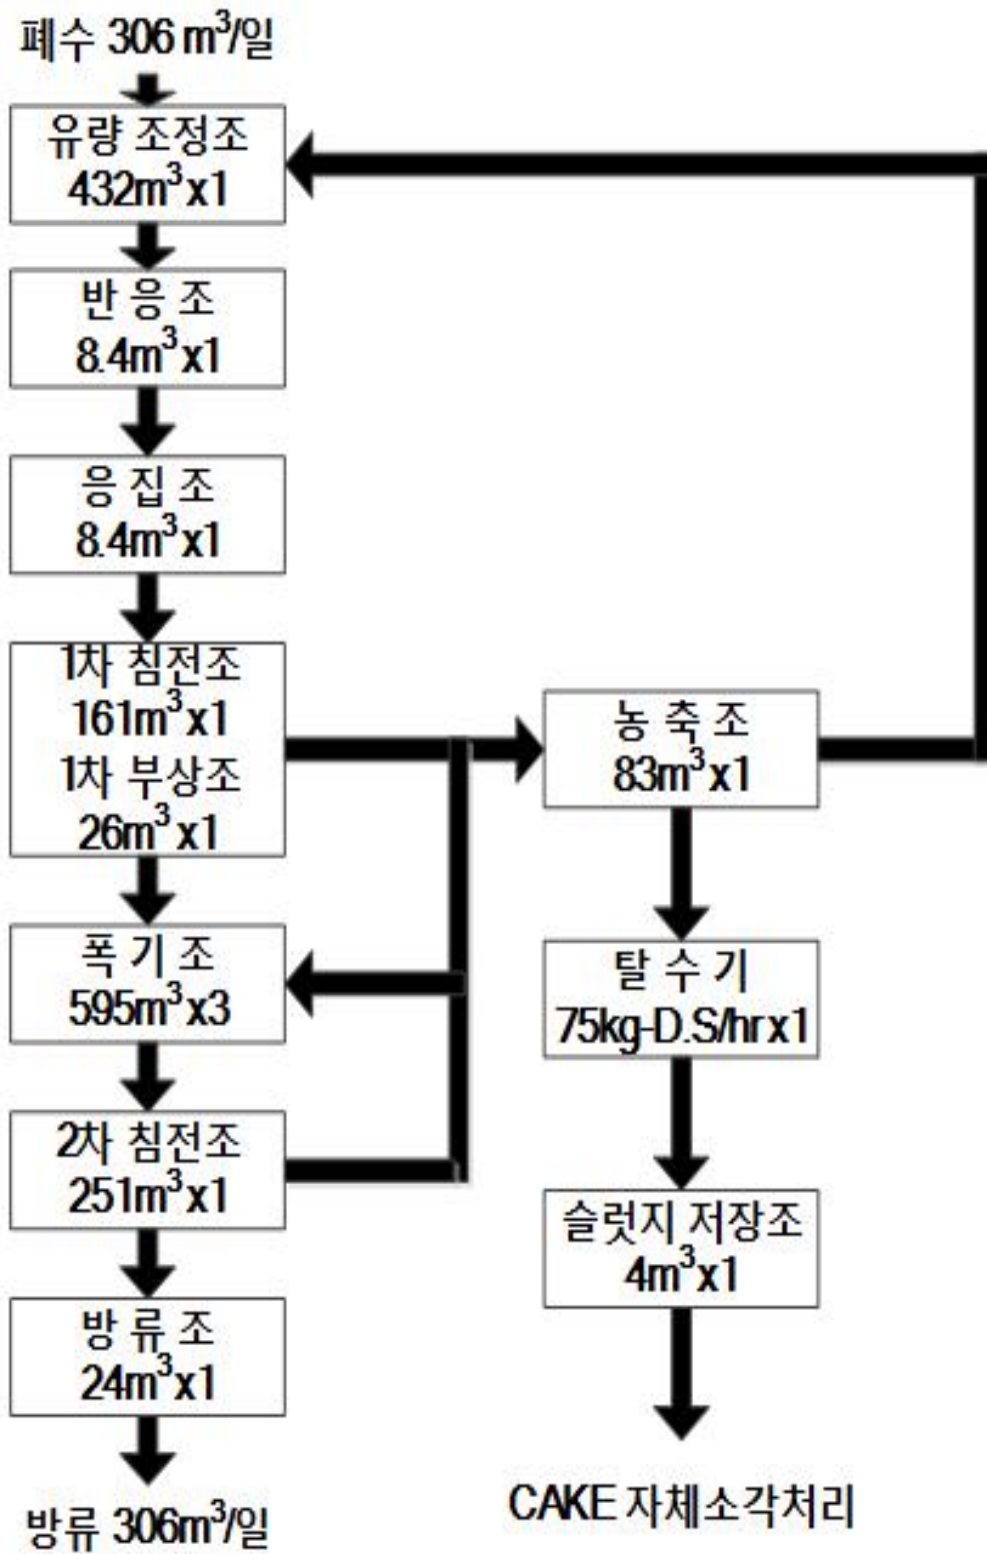 폐수 306 m³/일
유량 조정조
432m³x1
반 응 조
8.4m³x1
응 집 조
8.4m³x1
1차 침전조
161m³x1
1차 부상조
26m³x1
폭 기 조
595m³x3
2차 침전조
251m³x1
방 류 조
24m³x1
방류 306m³/일
농 축 조
83m³x1
탈 수 기
75kg-D.S/hrx1
슬럿지 저장조
4m³x1
CAKE 자체소각처리